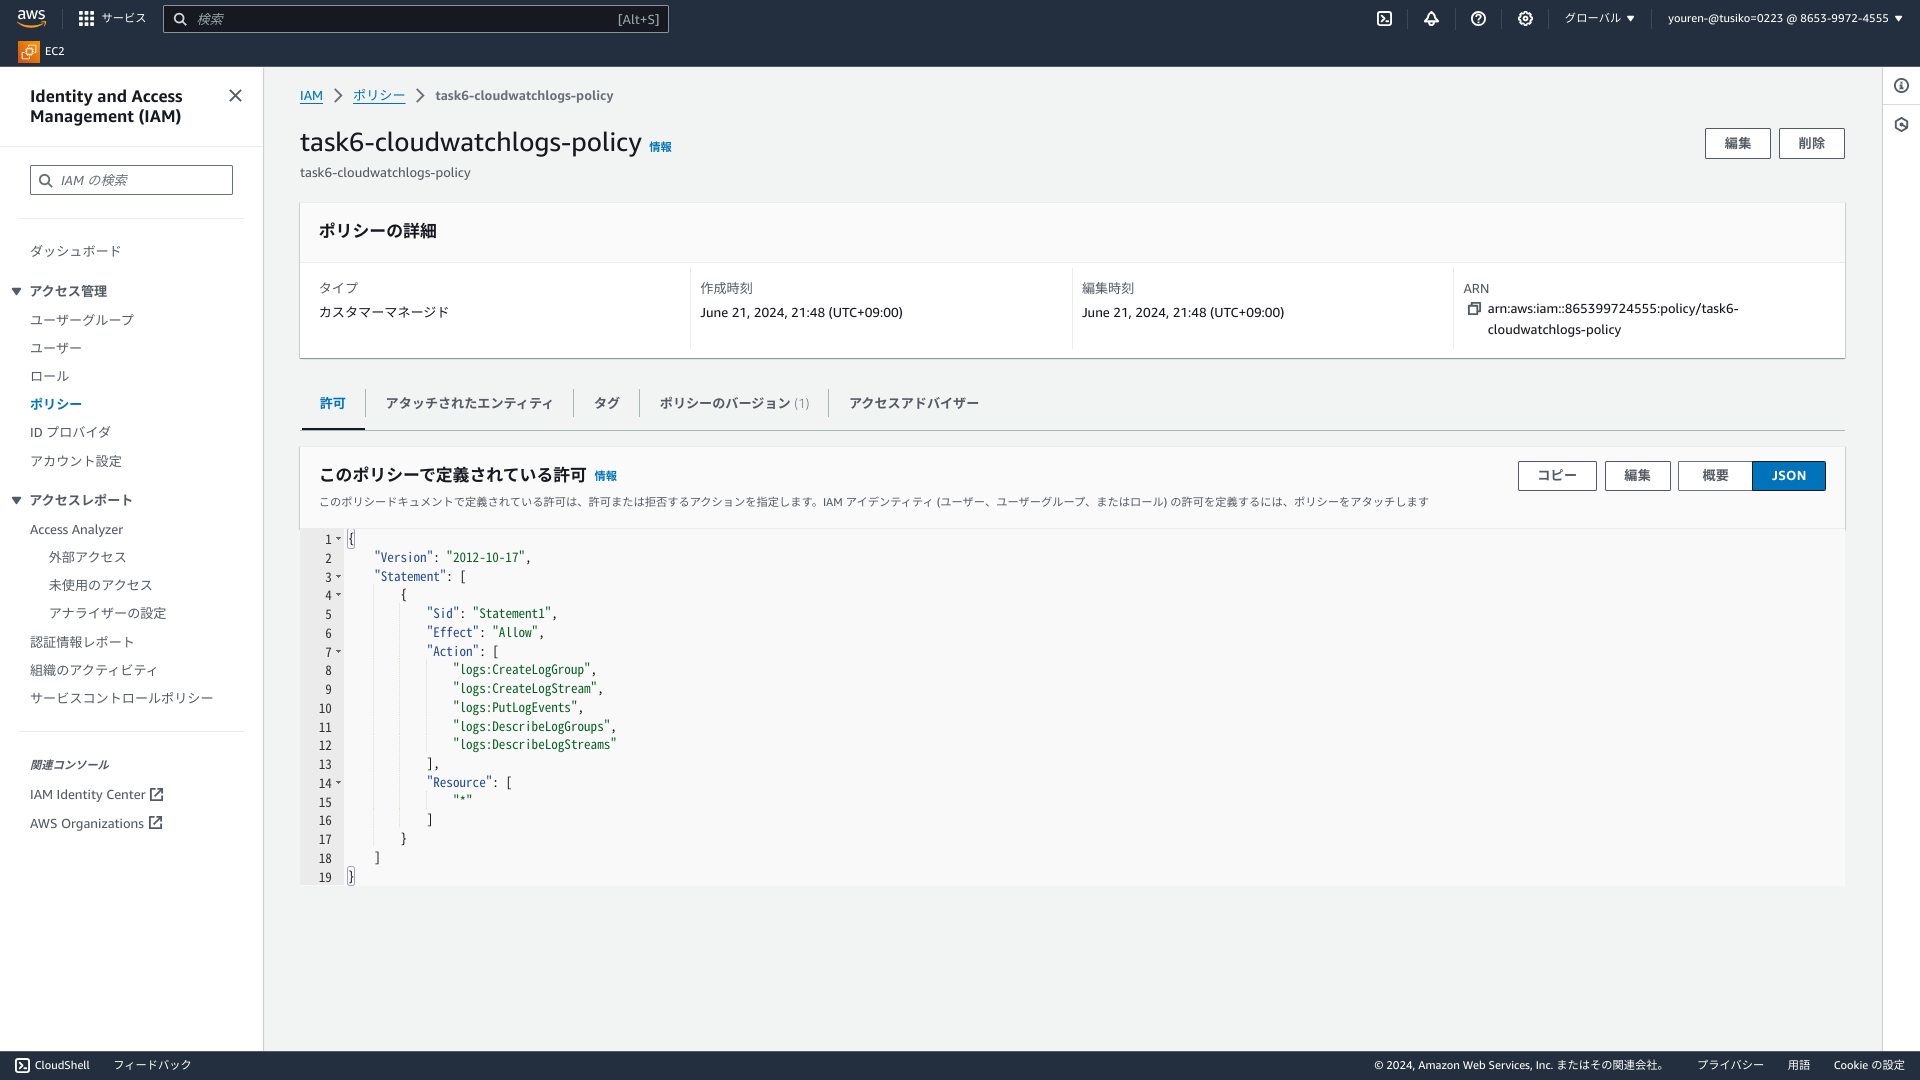 aws
サービス
検索
[Alt+S]
グローバル
youren-@tusiko=0223 @ 8653-9972-4555
EC2
Identity and Access
Management (IAM)
IAM の検索
ダッシュボード
アクセス管理
ユーザーグループ
ユーザー
ロール
ポリシー
ID プロバイダ
アカウント設定
アクセスレポート
Access Analyzer
外部アクセス
未使用のアクセス
アナライザーの設定
認証情報レポート
組織のアクティビティ
サービスコントロールポリシー
関連コンソール
IAM Identity Center
AWS Organizations
IAM
ポリシー
task6-cloudwatchlogs-policy
task6-cloudwatchlogs-policy 情報
編集
削除
task6-cloudwatchlogs-policy
ポリシーの詳細
タイプ
カスタマーマネージド
作成時刻
June 21, 2024, 21:48 (UTC+09:00)
編集時刻
June 21, 2024, 21:48 (UTC+09:00)
ARN
arn:aws:iam::865399724555:policy/task6-
cloudwatchlogs-policy
許可
アタッチされたエンティティ
タグ
ポリシーのバージョン (1)
アクセスアドバイザー
このポリシーで定義されている許可 情報
コピー
編集
概要
JSON
このポリシードキュメントで定義されている許可は、許可または拒否するアクションを指定します。IAM アイデンティティ (ユーザー、ユーザーグループ、またはロール) の許可を定義するには、ポリシーをアタッチします
1 {
2 "Version": "2012-10-17",
3 "Statement": [
4 {
5 "Sid": "Statement1",
6 "Effect": "Allow",
7 "Action": [
8 "logs:CreateLogGroup",
9 "logs:CreateLogStream",
10 "logs:PutLogEvents",
11 "logs:DescribeLogGroups",
12 "logs:DescribeLogStreams"
13 ],
14 "Resource": [
15 "*"
16 ]
17 }
18 ]
19 }
CloudShell
フィードバック
© 2024, Amazon Web Services, Inc. またはその関連会社。
プライバシー
用語
Cookie の設定